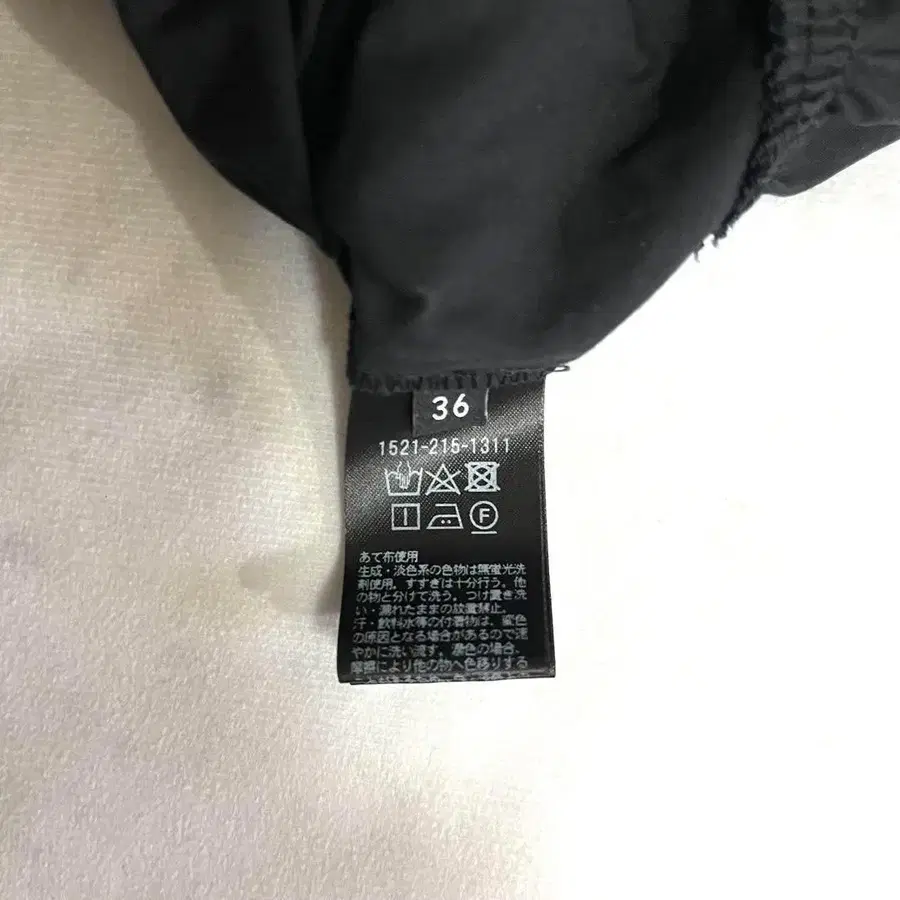 36
1521-215-1311
F
あて布使用
生成・淡色系の色物は無蛍光洗
剤使用。すすぎは十分行う。他
の物と分けて洗う。つけ置き洗
い・濡れたままの放置禁止。
汗・飲料水等の付着物は、変色
の原因となる場合があるので速
やかに洗い流す。濃色の場合、
摩擦により他の物へ色移りする